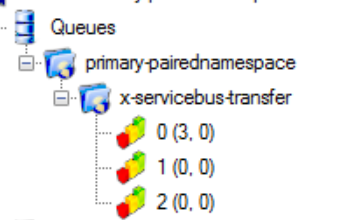 Queues
primary-pairednamespace
x-servicebus-transfer
0 (3, 0)
1 (0, 0)
2 (0, 0)